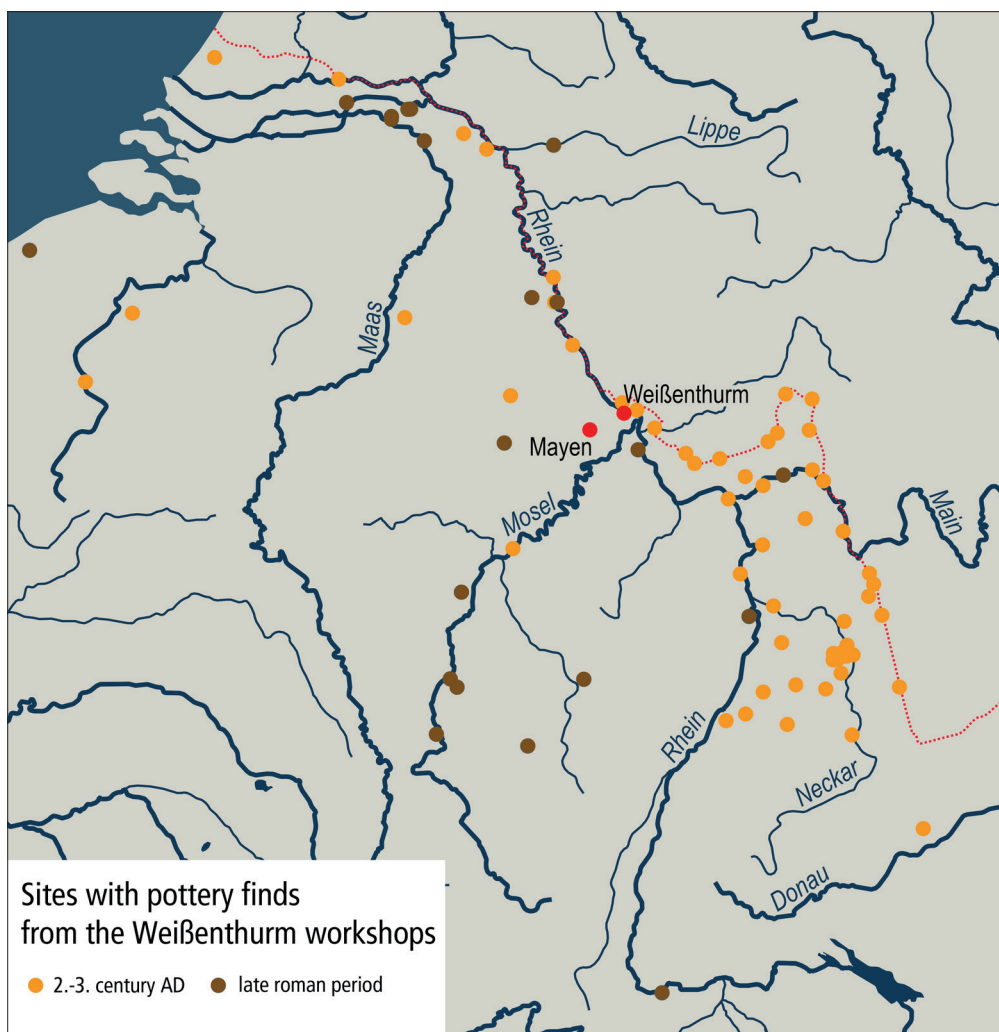 Lippe
Rhein
Maas
Weißenthurm
Mayen
Mosel
Main
Rhein
Neckar
Donau
Sites with pottery finds
from the Weißenthurm workshops
2.-3. century AD
late roman period